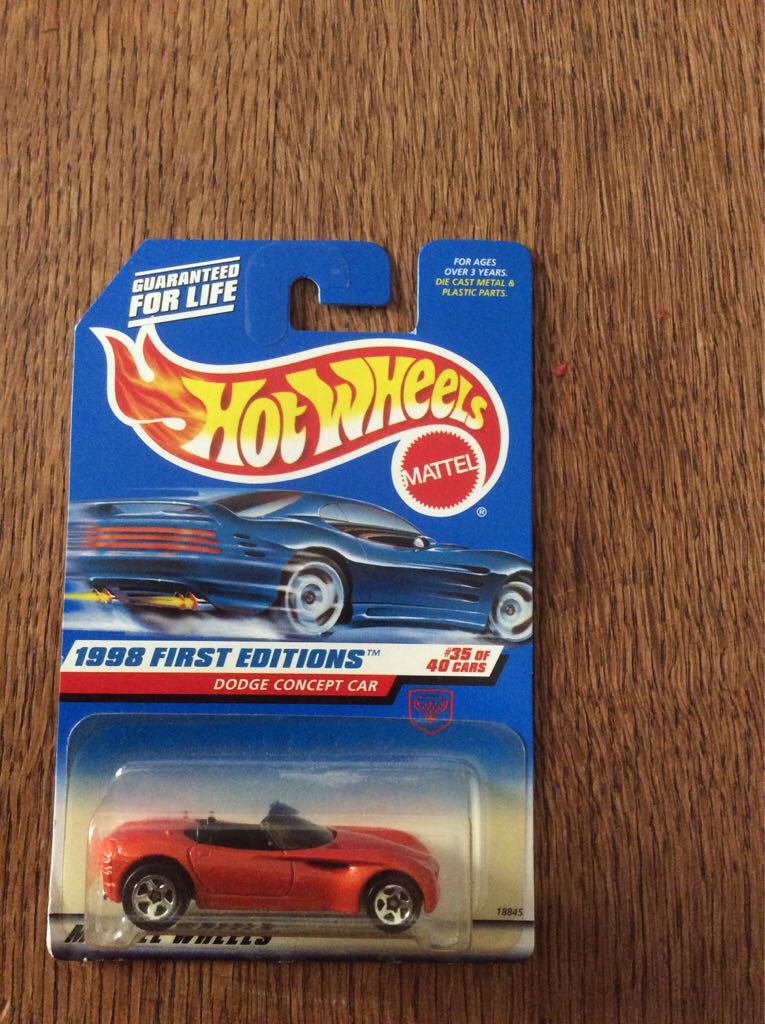 GUARANTEED
FOR LIFE
FOR AGES
OVER 3 YEARS.
DIE CAST METAL &
PLASTIC PARTS.
HOT WHEELS
MATTEL
®
1998 FIRST EDITIONS™
#35 OF
40 CARS
DODGE CONCEPT CAR
18845
WHEELS